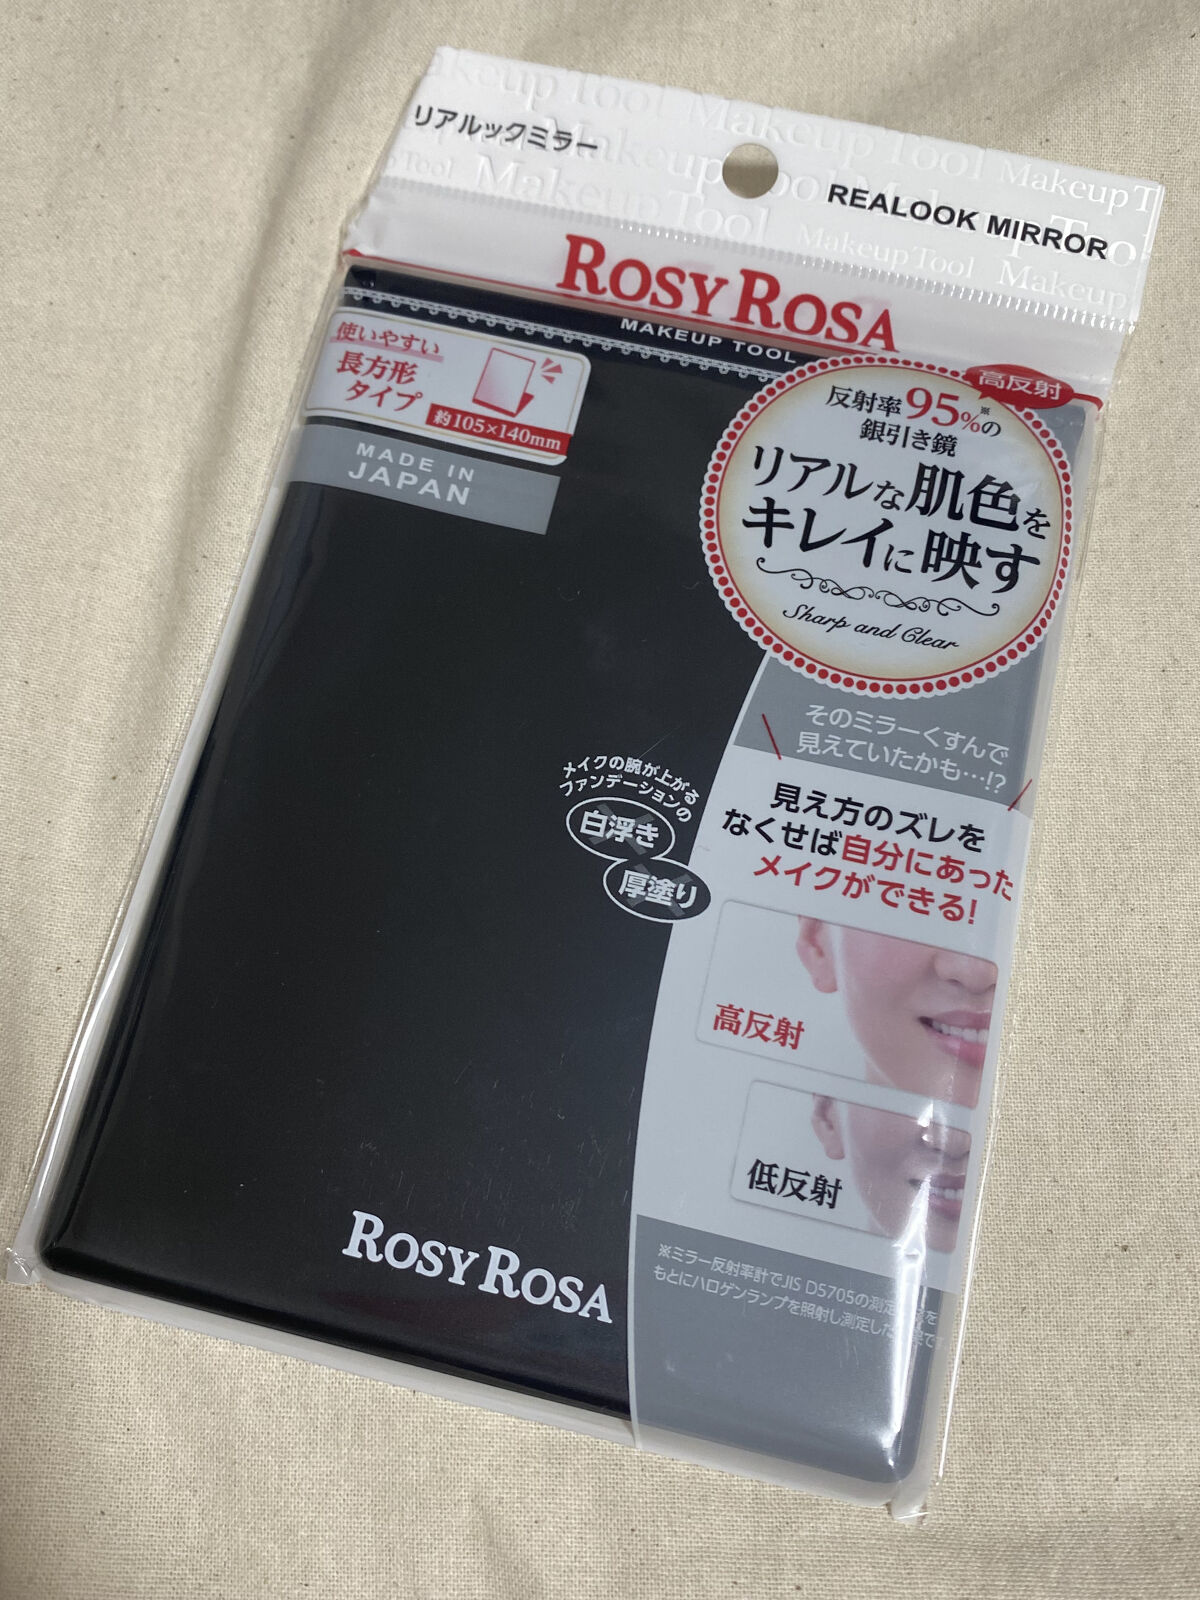 リアルックミラー
REALOOK MIRROR
ROSY ROSA
MAKEUP TOOL
使いやすい
長方形
タイプ
約105×140mm
MADE IN
JAPAN
高反射
反射率95%※の
銀引き鏡
リアルな肌色を
キレイに映す
Sharp and Clear
そのミラーくすんで
見えていたかも…!?
見え方のズレを
なくせば自分にあった
メイクができる!
メイクの腕が上がる
ファンデーションの
白浮き
厚塗り
高反射
低反射
ROSY ROSA
※ミラー反射率計でJIS D5705の測定
もとにハロゲンランプを照射し測定した